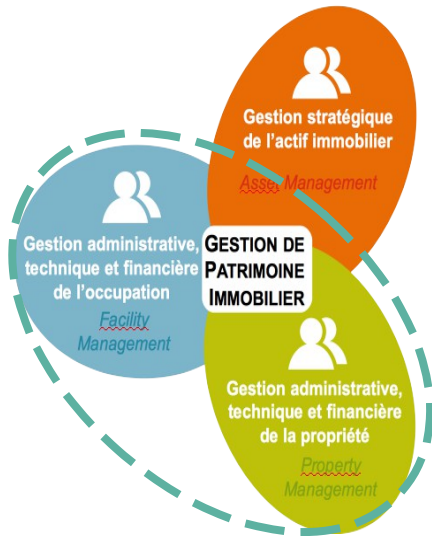 Gestion stratégique
de l'actif immobilier
Asset Management
Gestion administrative,
technique et financière
de l'occupation
Facility
Management
GESTION DE
PATRIMOINE
IMMOBILIER
Gestion administrative,
technique et financière
de la propriété
Property
Management